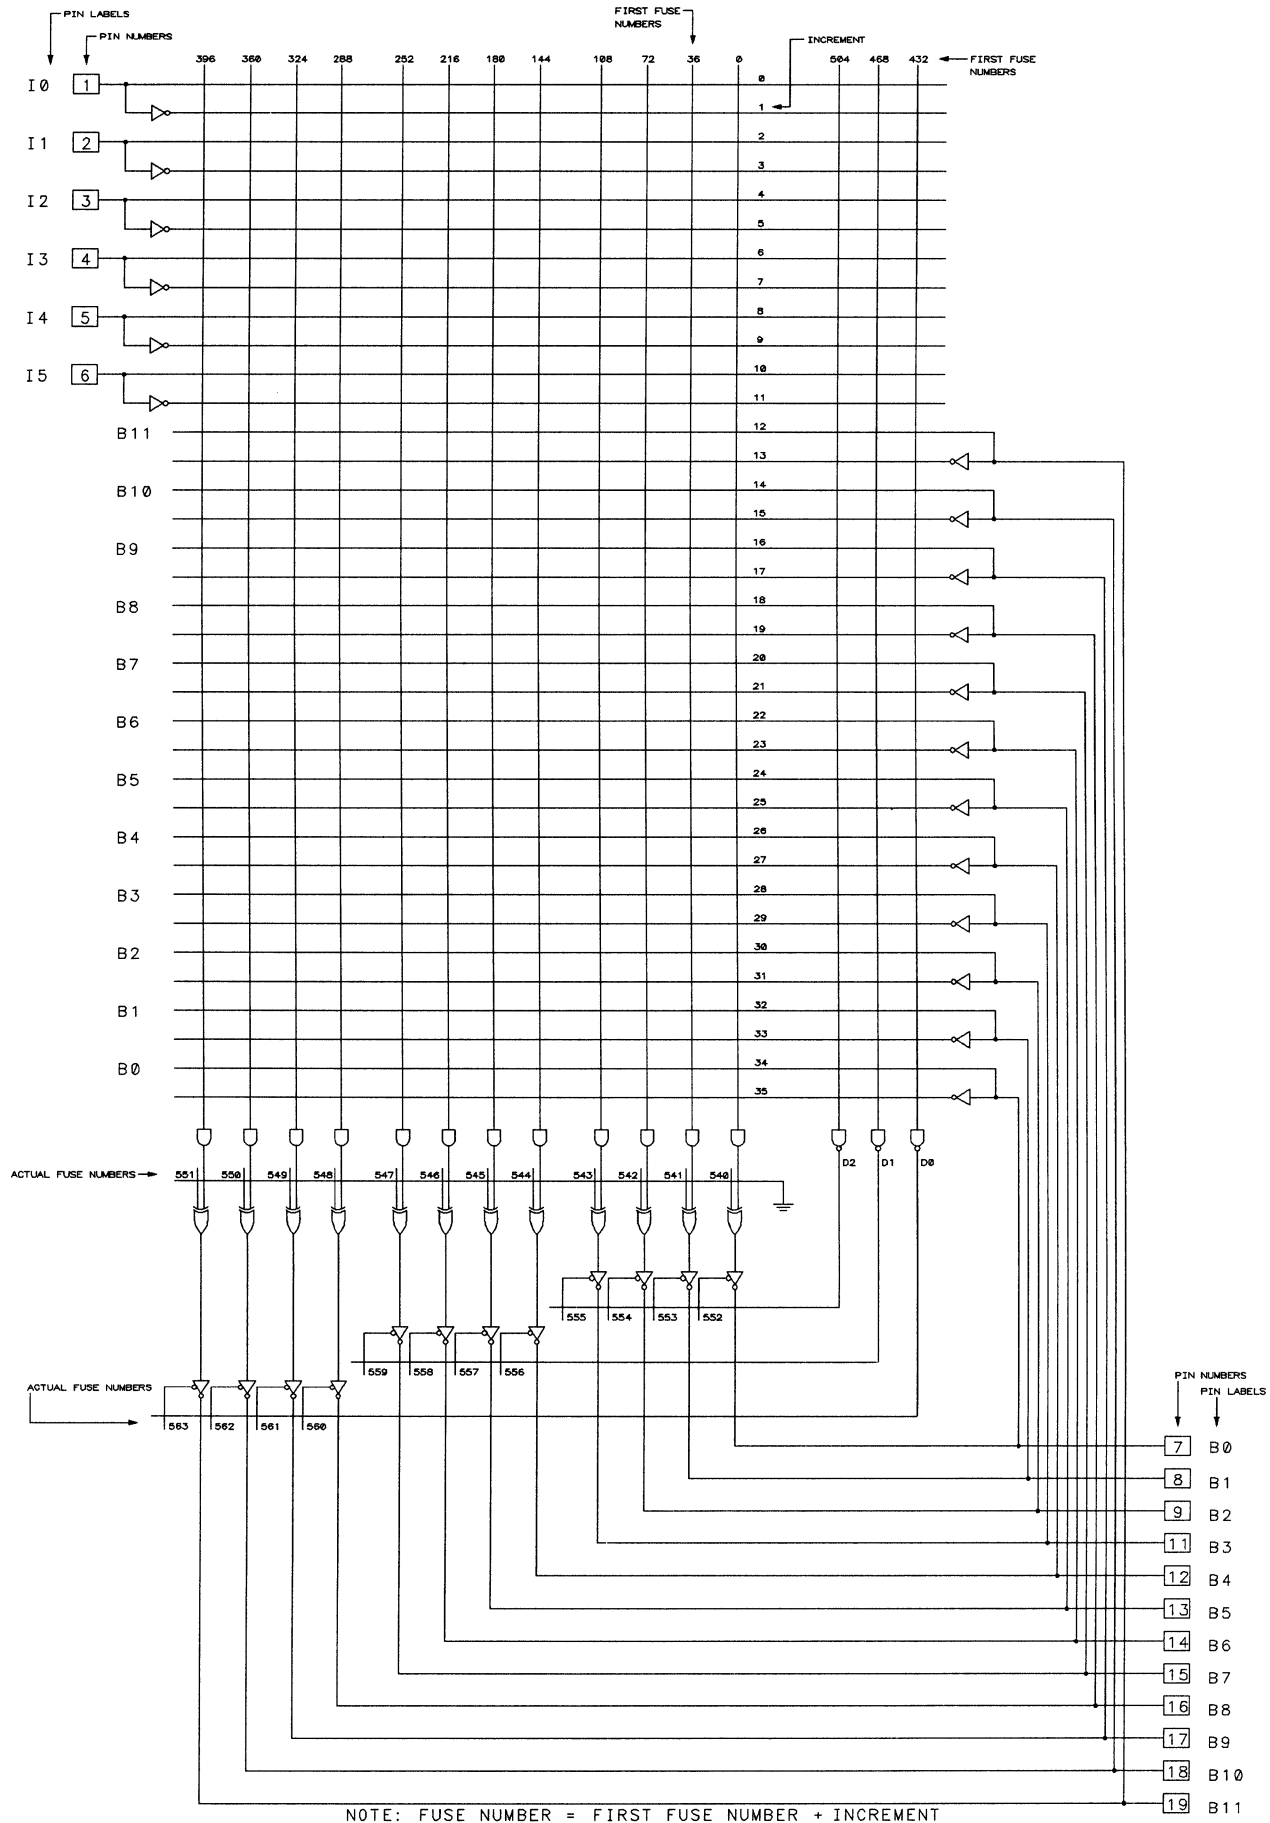 PIN LABELS
FIRST FUSE
NUMBERS
PIN NUMBERS
INCREMENT
396 360 324 288 252 216 180 144 108 72 36 0 504 468 432
FIRST FUSE
NUMBERS
I0 1 0
1
I1 2 2
3
I2 3 4
5
I3 4 6
7
I4 5 8
9
I5 6 10
11
B11 12
13
B10 14
15
B9 16
17
B8 18
19
B7 20
21
B6 22
23
B5 24
25
B4 26
27
B3 28
29
B2 30
31
B1 32
33
B0 34
35
D2 D1 D0
ACTUAL FUSE NUMBERS 551 550 549 548 547 546 545 544 543 542 541 540
555 554 553 552
559 558 557 556
ACTUAL FUSE NUMBERS
563 562 561 560
PIN NUMBERS
PIN LABELS
7 B0
8 B1
9 B2
11 B3
12 B4
13 B5
14 B6
15 B7
16 B8
17 B9
18 B10
19 B11
NOTE: FUSE NUMBER = FIRST FUSE NUMBER + INCREMENT